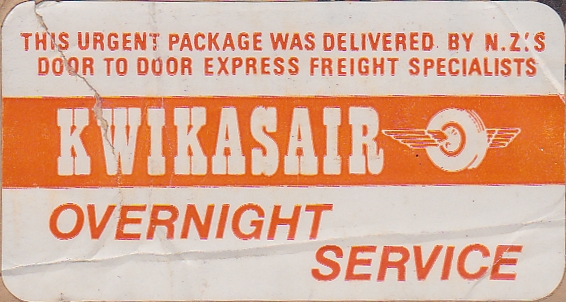 THIS URGENT PACKAGE WAS DELIVERED BY N.Z.'S
DOOR TO DOOR EXPRESS FREIGHT SPECIALISTS
KWIKASAIR
OVERNIGHT
SERVICE